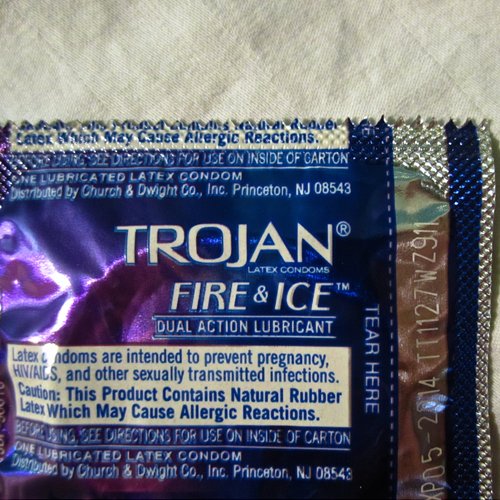 Natural Rubber
Latex Which May Cause Allergic Reactions.
BEFORE USING, SEE DIRECTIONS FOR USE ON INSIDE OF CARTON
ONE LUBRICATED LATEX CONDOM
Distributed by Church & Dwight Co., Inc. Princeton, NJ 08543
TROJAN®
LATEX CONDOMS
FIRE & ICE™
DUAL ACTION LUBRICANT
Latex condoms are intended to prevent pregnancy,
HIV/AIDS, and other sexually transmitted infections.
Caution: This Product Contains Natural Rubber
Latex Which May Cause Allergic Reactions.
BEFORE USING, SEE DIRECTIONS FOR USE ON INSIDE OF CARTON
ONE LUBRICATED LATEX CONDOM
Distributed by Church & Dwight Co., Inc. Princeton, NJ 08543
TEAR HERE
TT1127WZ911